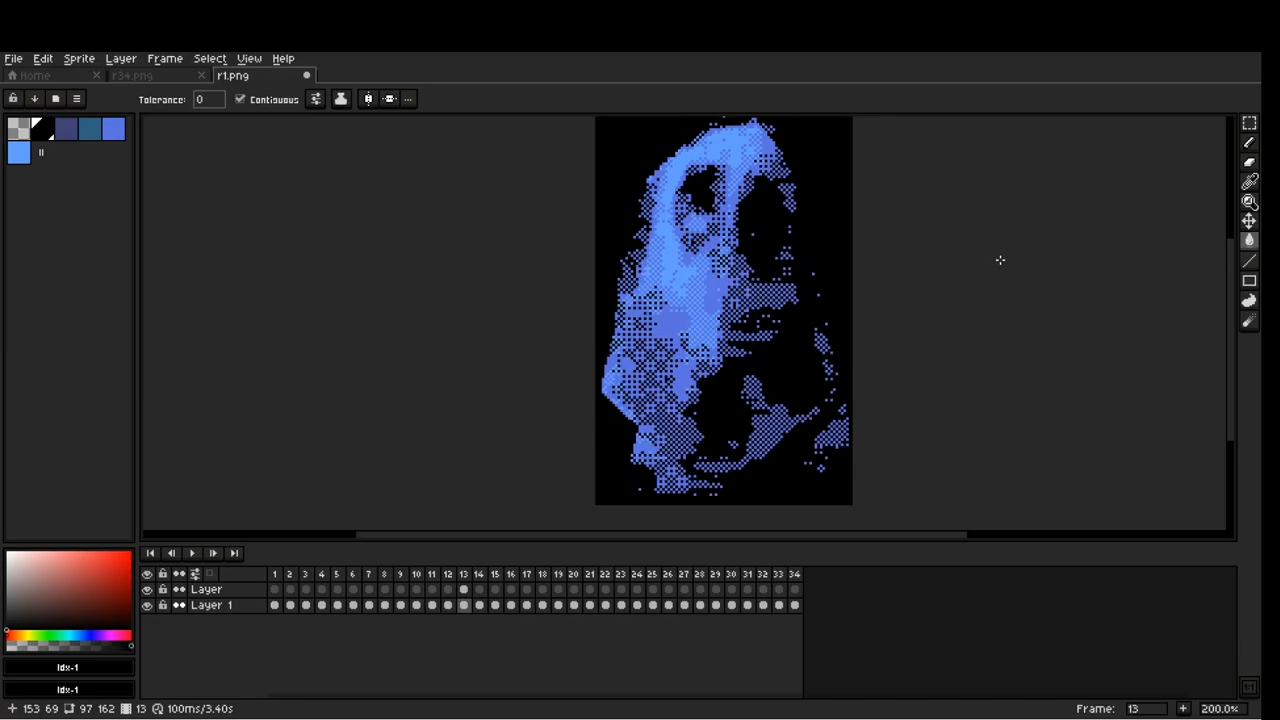 File Edit Sprite Layer Frame Select View Help
Home r34.png r1.png
Tolerance: 0 Contiguous
1 2 3 4 5 6 7 8 9 10 11 12 13 14 15 16 17 18 19 20 21 22 23 24 25 26 27 28 29 30 31 32 33 34
Layer
Layer 1
Idx-1
Idx-1
153 69 97 162 13 100ms/3.40s Frame: 13 + 200.0%